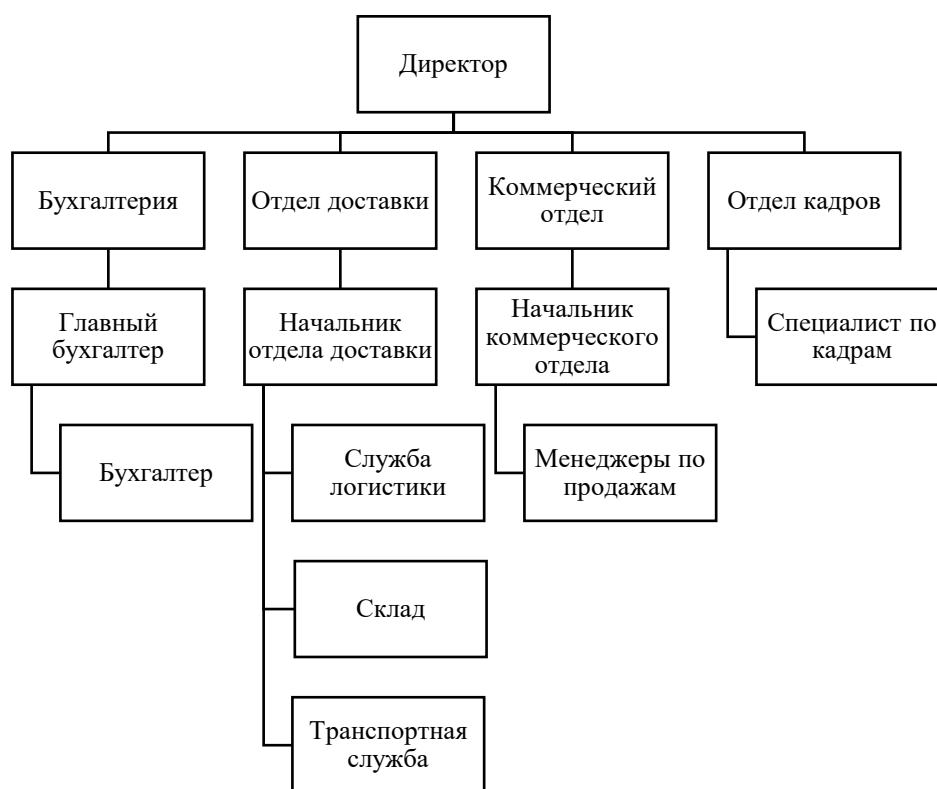 Директор
Бухгалтерия
Отдел доставки
Коммерческий
отдел
Отдел кадров
Главный
бухгалтер
Начальник
отдела доставки
Начальник
коммерческого
отдела
Специалист по
кадрам
Бухгалтер
Служба
логистики
Менеджеры по
продажам
Склад
Транспортная
служба